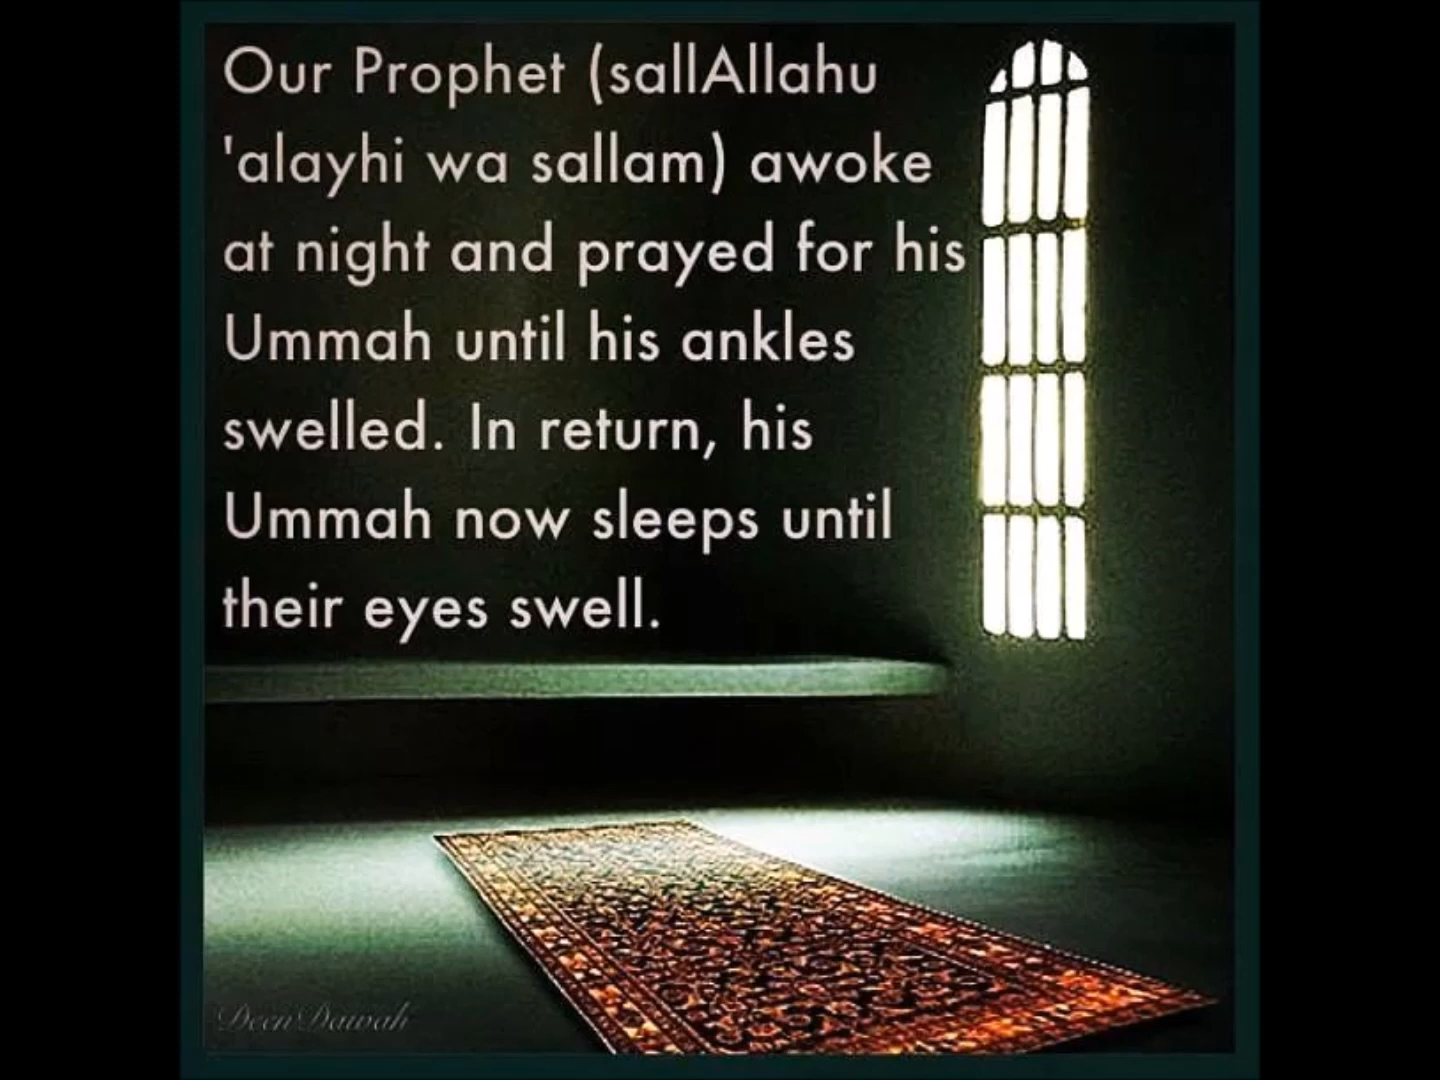 Our Prophet (sallAllahu
'alayhi wa sallam) awoke
at night and prayed for his
Ummah until his ankles
swelled. In return, his
Ummah now sleeps until
their eyes swell.
DeenDawah